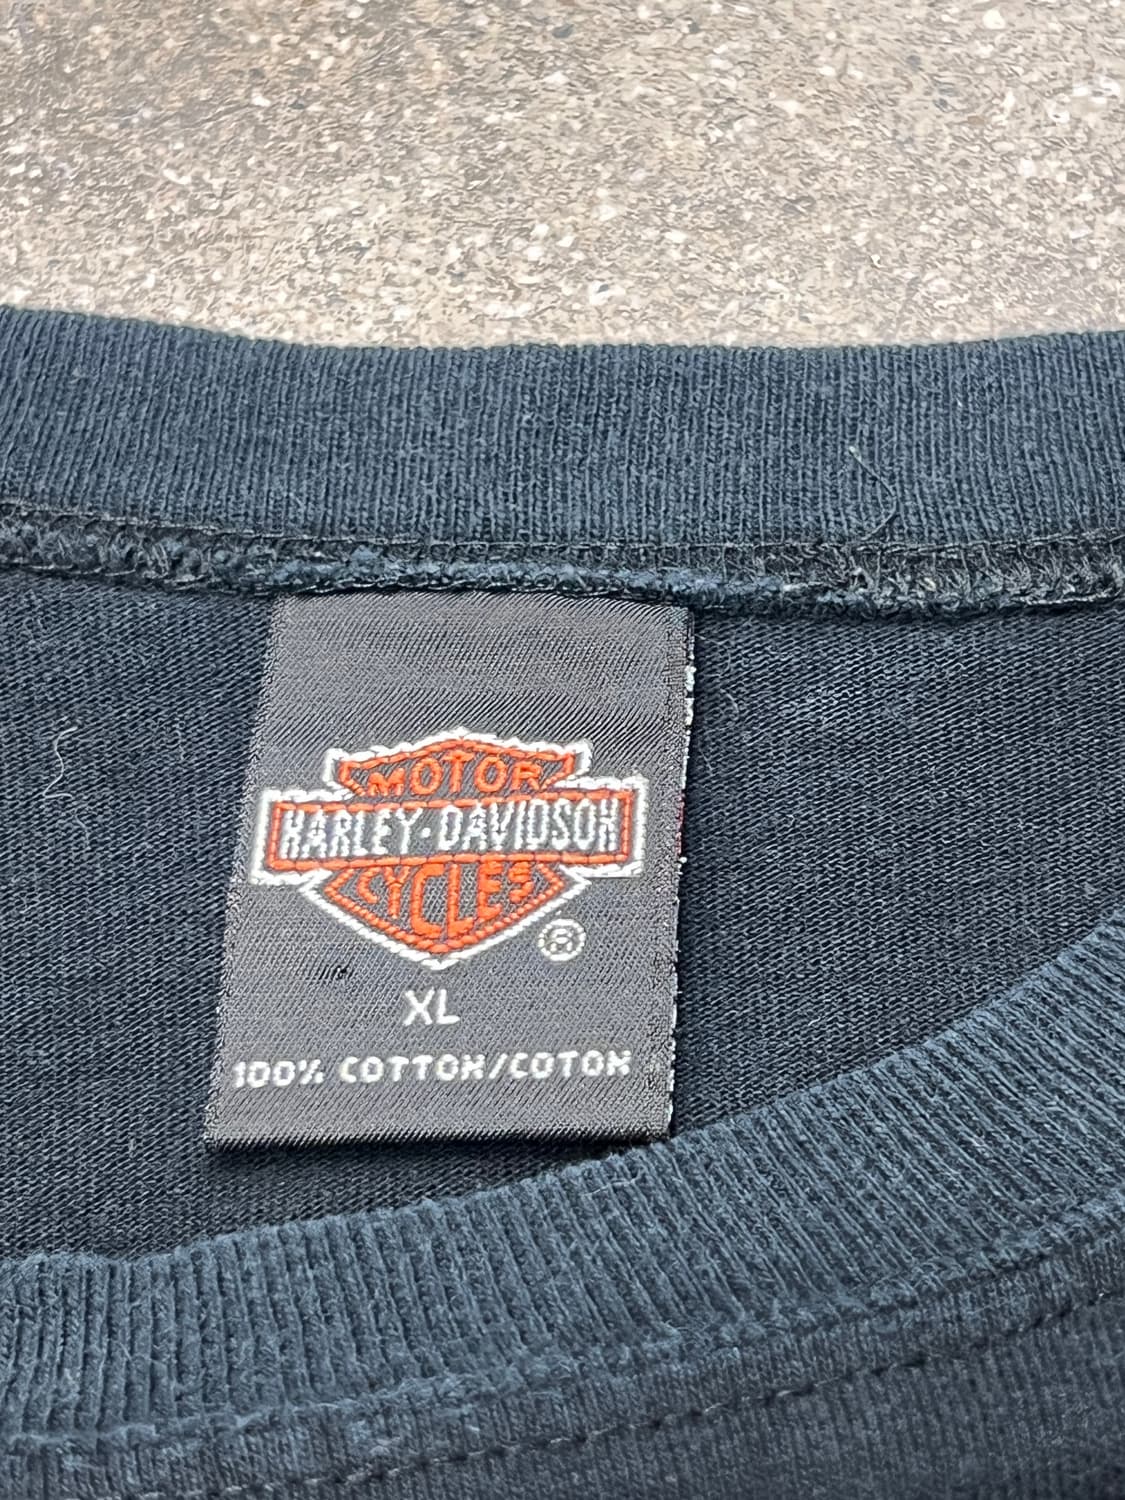 MOTOR
HARLEY-DAVIDSON
CYCLES
®
XL
100% COTTON/COTON